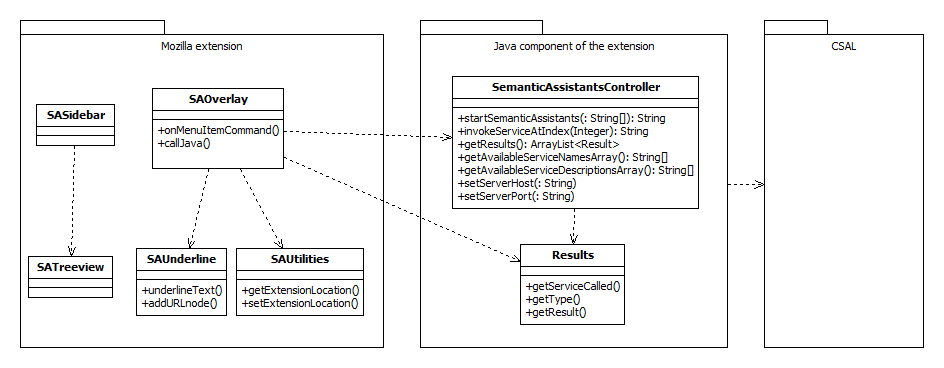 Mozilla extension
Java component of the extension
CSAL
SASidebar
SAOverlay
+onMenuItemCommand()
+callJava()
SATreeview
SAUnderline
+underlineText()
+addURLnode()
SAUtilities
+getExtensionLocation()
+setExtensionLocation()
SemanticAssistantsController
+startSemanticAssistants(: String[]): String
+invokeServiceAtIndex(Integer): String
+getResults(): ArrayList<Result>
+getAvailableServiceNamesArray(): String[]
+getAvailableServiceDescriptionsArray(): String[]
+setServerHost(: String)
+setServerPort(: String)
Results
+getServiceCalled()
+getType()
+getResult()